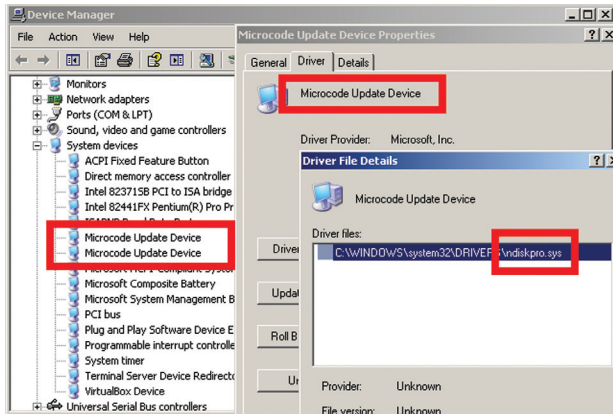 Device Manager
File Action View Help
Monitors
Network adapters
Ports (COM & LPT)
Sound, video and game controllers
System devices
ACPI Fixed Feature Button
Direct memory access controller
Intel 82371SB PCI to ISA bridge
Intel 82441FX Pentium(R) Pro Pr
Microcode Update Device
Microcode Update Device
Microsoft Composite Battery
Microsoft System Management B
PCI bus
Plug and Play Software Device E
Programmable interrupt controlle
System timer
Terminal Server Device Redirecto
VirtualBox Device
Universal Serial Bus controllers
Microcode Update Device Properties
General Driver Details
Microcode Update Device
Driver Provider: Microsoft, Inc.
Driver
Updat
Roll B
Ur
Driver File Details
Microcode Update Device
Driver files:
C:\WINDOWS\system32\DRIVERS\ndiskpro.sys
Provider: Unknown
File version: Unknown